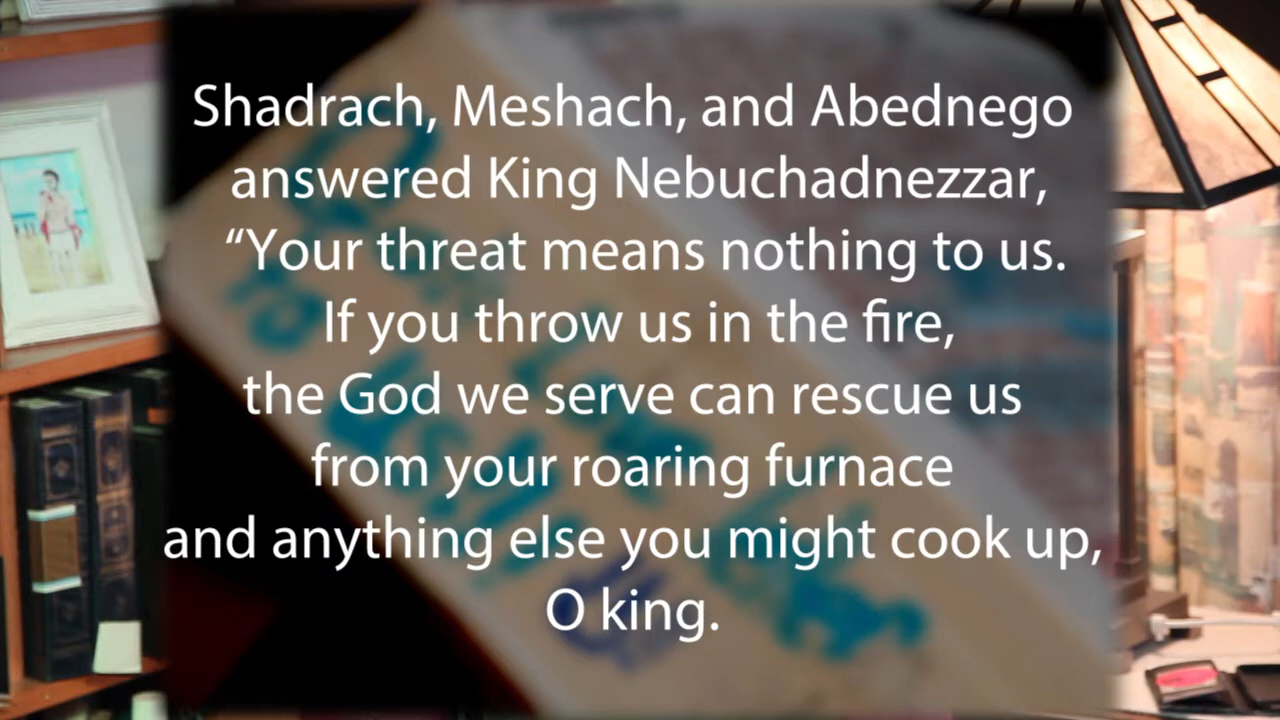 Shadrach, Meshach, and Abednego
answered King Nebuchadnezzar,
“Your threat means nothing to us.
If you throw us in the fire,
the God we serve can rescue us
from your roaring furnace
and anything else you might cook up,
O king.